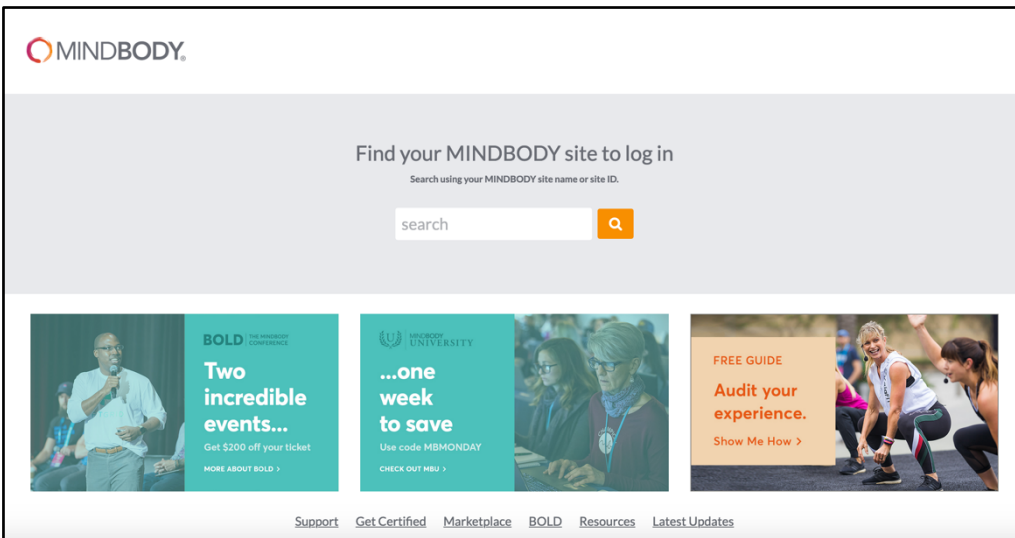 MINDBODY®
Find your MINDBODY site to log in
Search using your MINDBODY site name or site ID.
search
BOLD THE MINDBODY
CONFERENCE
Two
incredible
events...
Get $200 off your ticket
MORE ABOUT BOLD >
U MINDBODY
UNIVERSITY
...one
week
to save
Use code MBMONDAY
CHECK OUT MBU >
FREE GUIDE
Audit your
experience.
Show Me How >
Support Get Certified Marketplace BOLD Resources Latest Updates